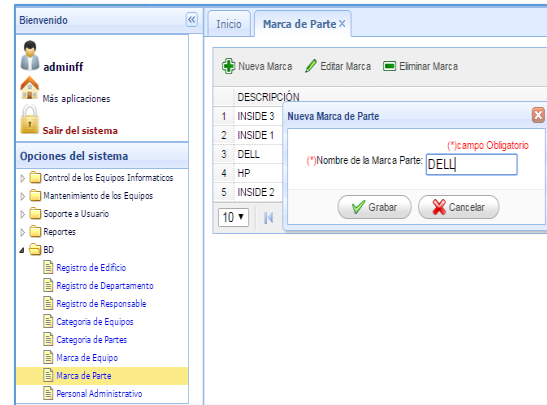 Bienvenido
adminff
Más aplicaciones
Salir del sistema
Opciones del sistema
Control de los Equipos Informaticos
Mantenimiento de los Equipos
Soporte a Usuario
Reportes
BD
Registro de Edificio
Registro de Departamento
Registro de Responsable
Categoria de Equipos
Categoria de Partes
Marca de Equipo
Marca de Parte
Personal Administrativo
Inicio Marca de Parte
Nueva Marca Editar Marca Eliminar Marca
DESCRIPCIÓN
1 INSIDE 3
2 INSIDE 1
3 DELL
4 HP
5 INSIDE 2
10
Nueva Marca de Parte
(*)campo Obligatorio
(*)Nombre de la Marca Parte: DELL
Grabar Cancelar